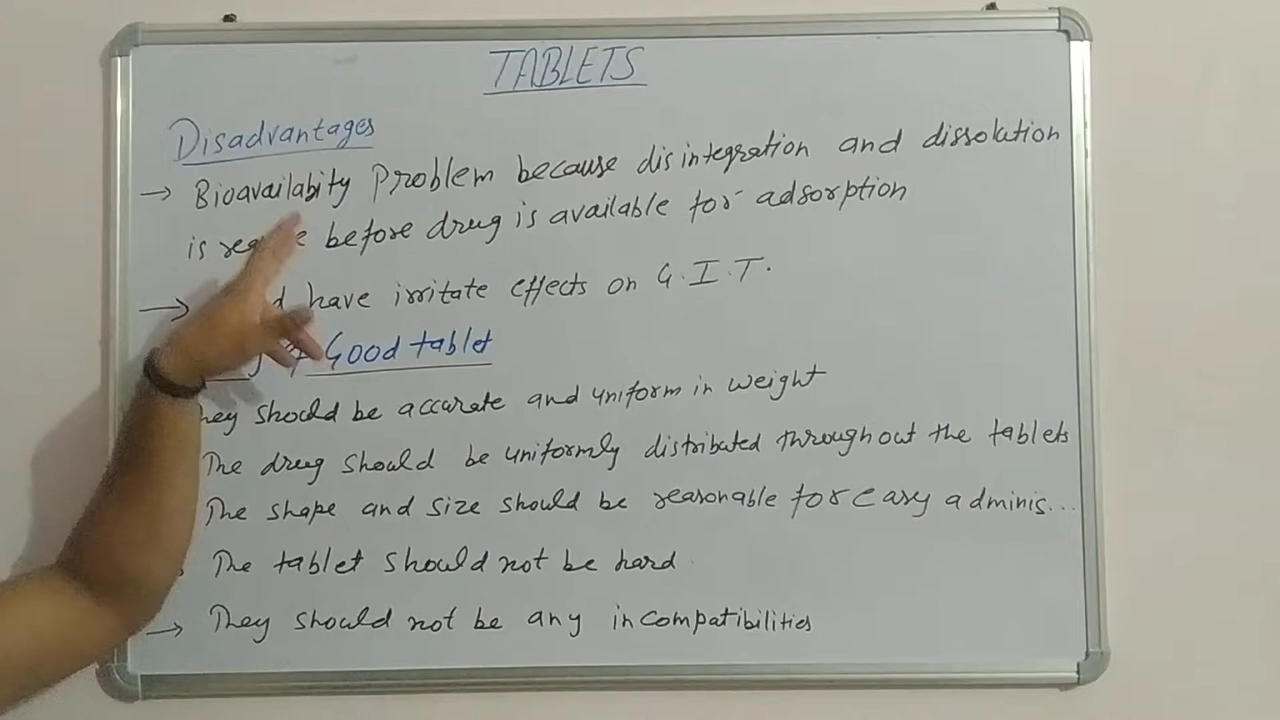 TABLETS
Disadvantages
→ Bioavailabity Problem because disintegration and dissolution
is before drug is available for adsorption
→ have irritate effects on G.I.T.
Good tablet
should be accurate and uniform in weight
The drug should be uniformly distributed throughout the tablets
The shape and size should be reasonable for easy adminis...
The tablet should not be hard
→ They should not be any incompatibilities